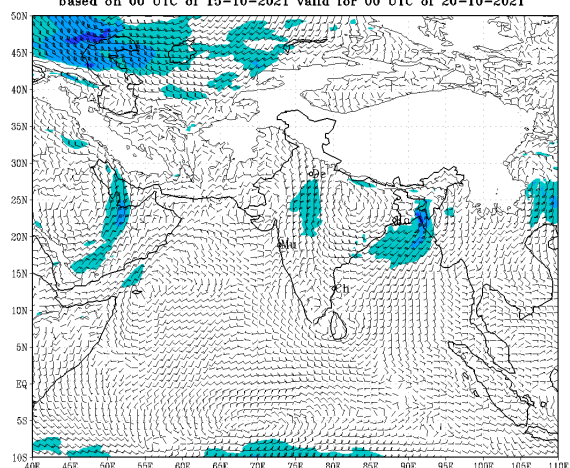 based on 00 UTC of 15-10-2021 valid for 00 UTC of 20-10-2021
50N
45N
40N
35N
30N
25N
20N
15N
10N
5N
EQ
5S
10S
De
Mu
Ch
40E 45E 50E 55E 60E 65E 70E 75E 80E 85E 90E 95E 100E 105E 110E